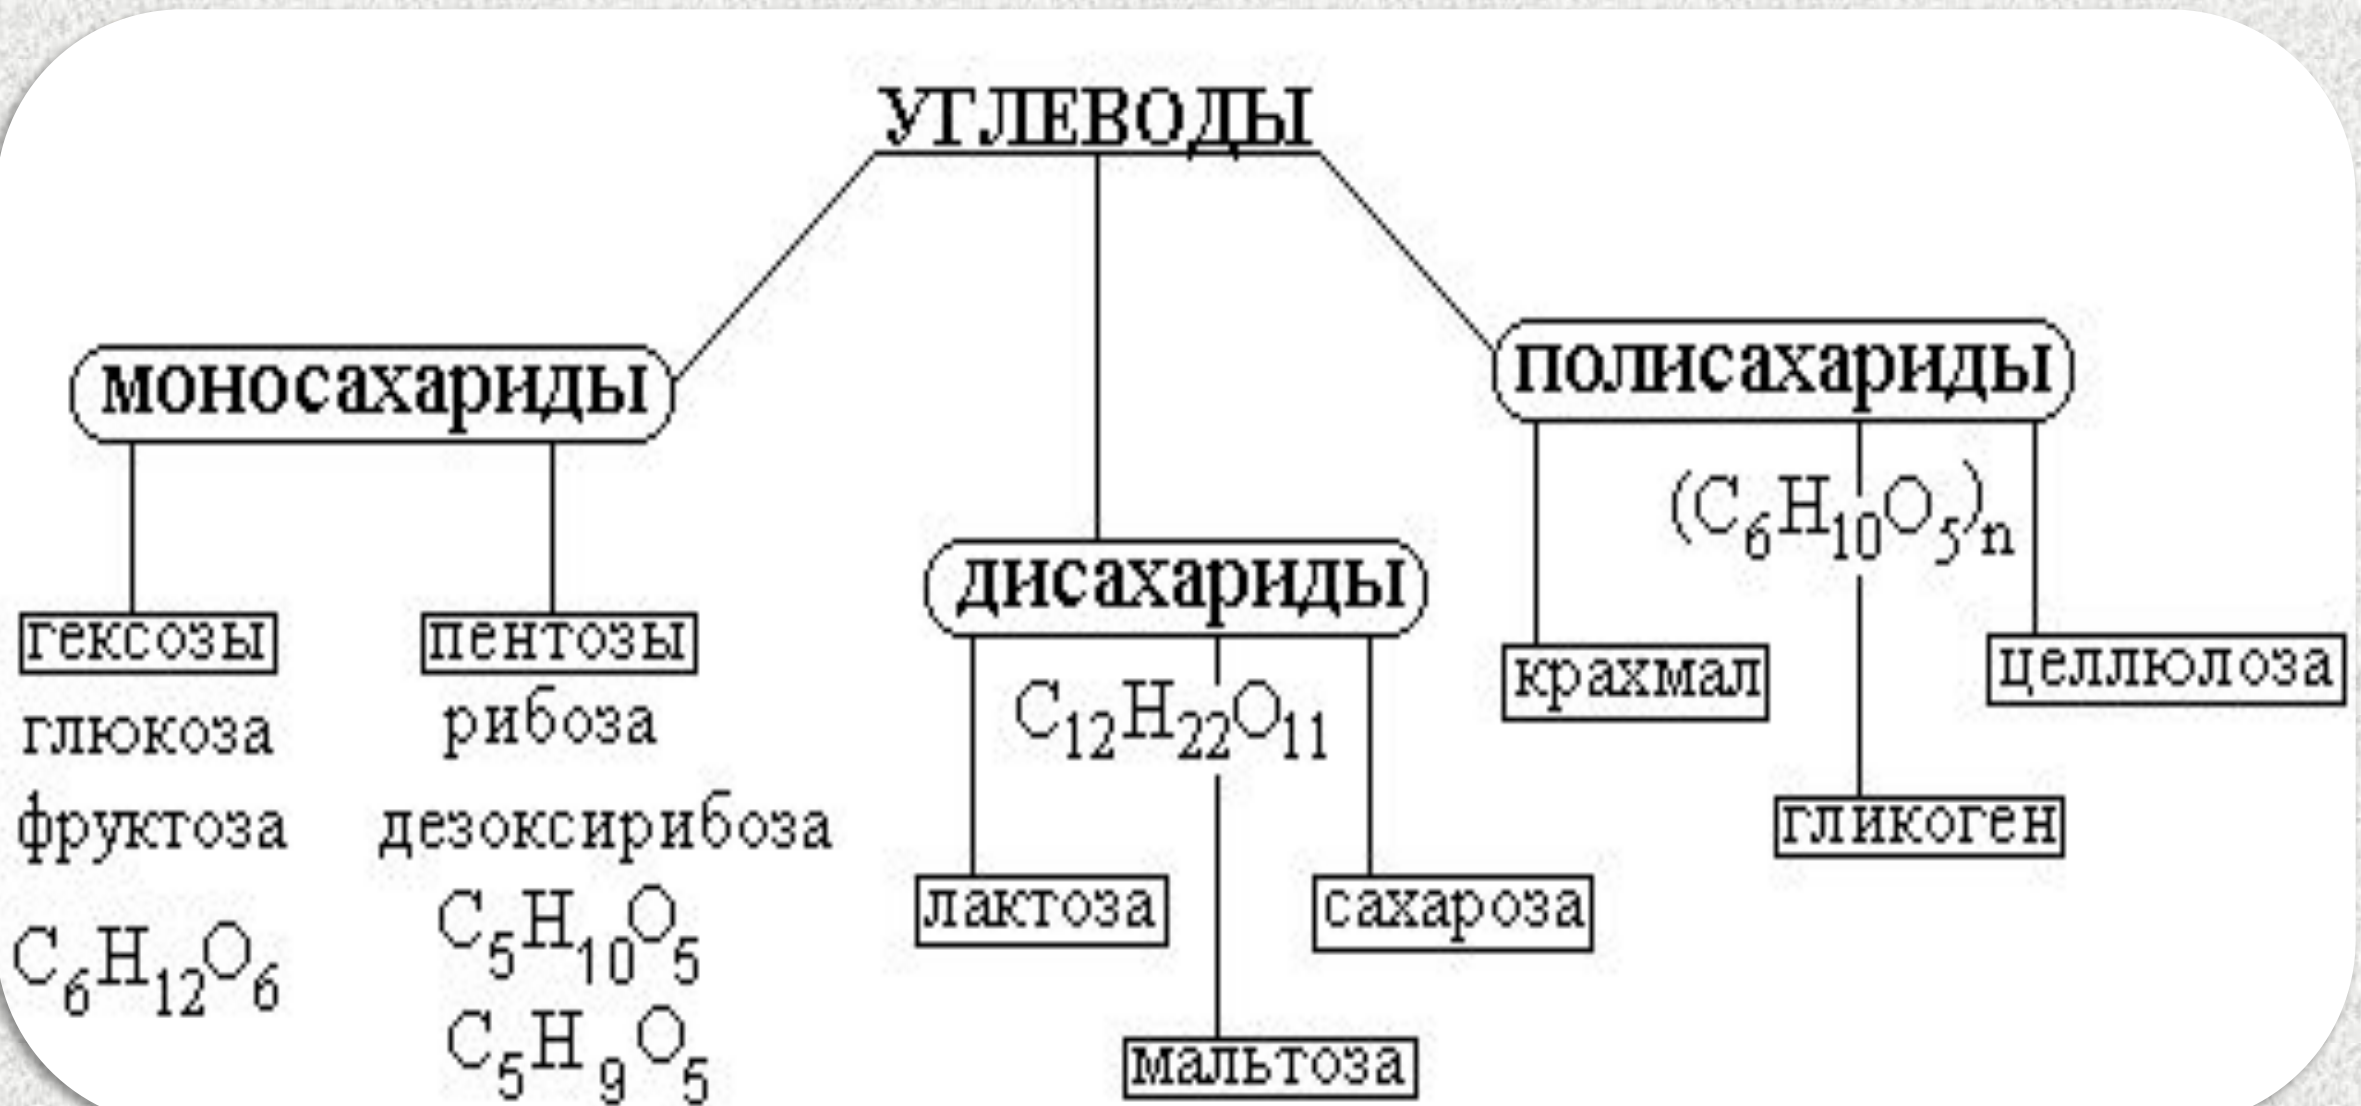 УГЛЕВОДЫ
моносахариды
гексозы
глюкоза
фруктоза
C₆H₁₂O₆
пентозы
рибоза
дезоксирибоза
C₅H₁₀O₅
C₅H₉O₅
дисахариды
C₁₂H₂₂O₁₁
лактоза
мальтоза
сахароза
полисахариды
(C₆H₁₀O₅)n
крахмал
гликоген
целлюлоза